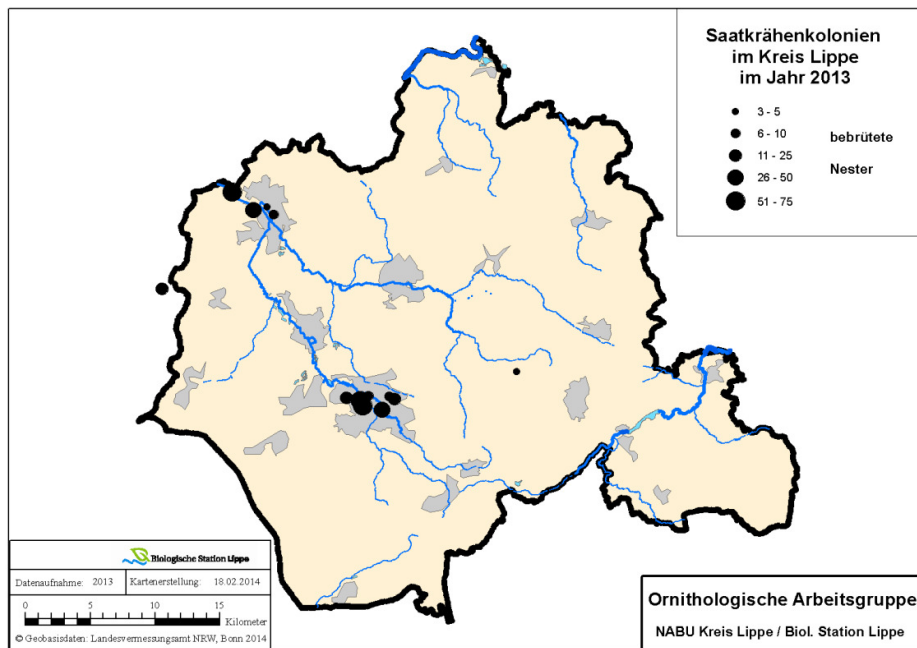 Saatkrähenkolonien
im Kreis Lippe
im Jahr 2013
3 - 5
6 - 10
11 - 25
26 - 50
51 - 75
bebrütete
Nester
Biologische Station Lippe
Datenaufnahme: 2013
Kartenerstellung: 18.02.2014
0 5 10 15
Kilometer
© Geobasisdaten: Landesvermessungsamt NRW, Bonn 2014
Ornithologische Arbeitsgruppe
NABU Kreis Lippe / Biol. Station Lippe